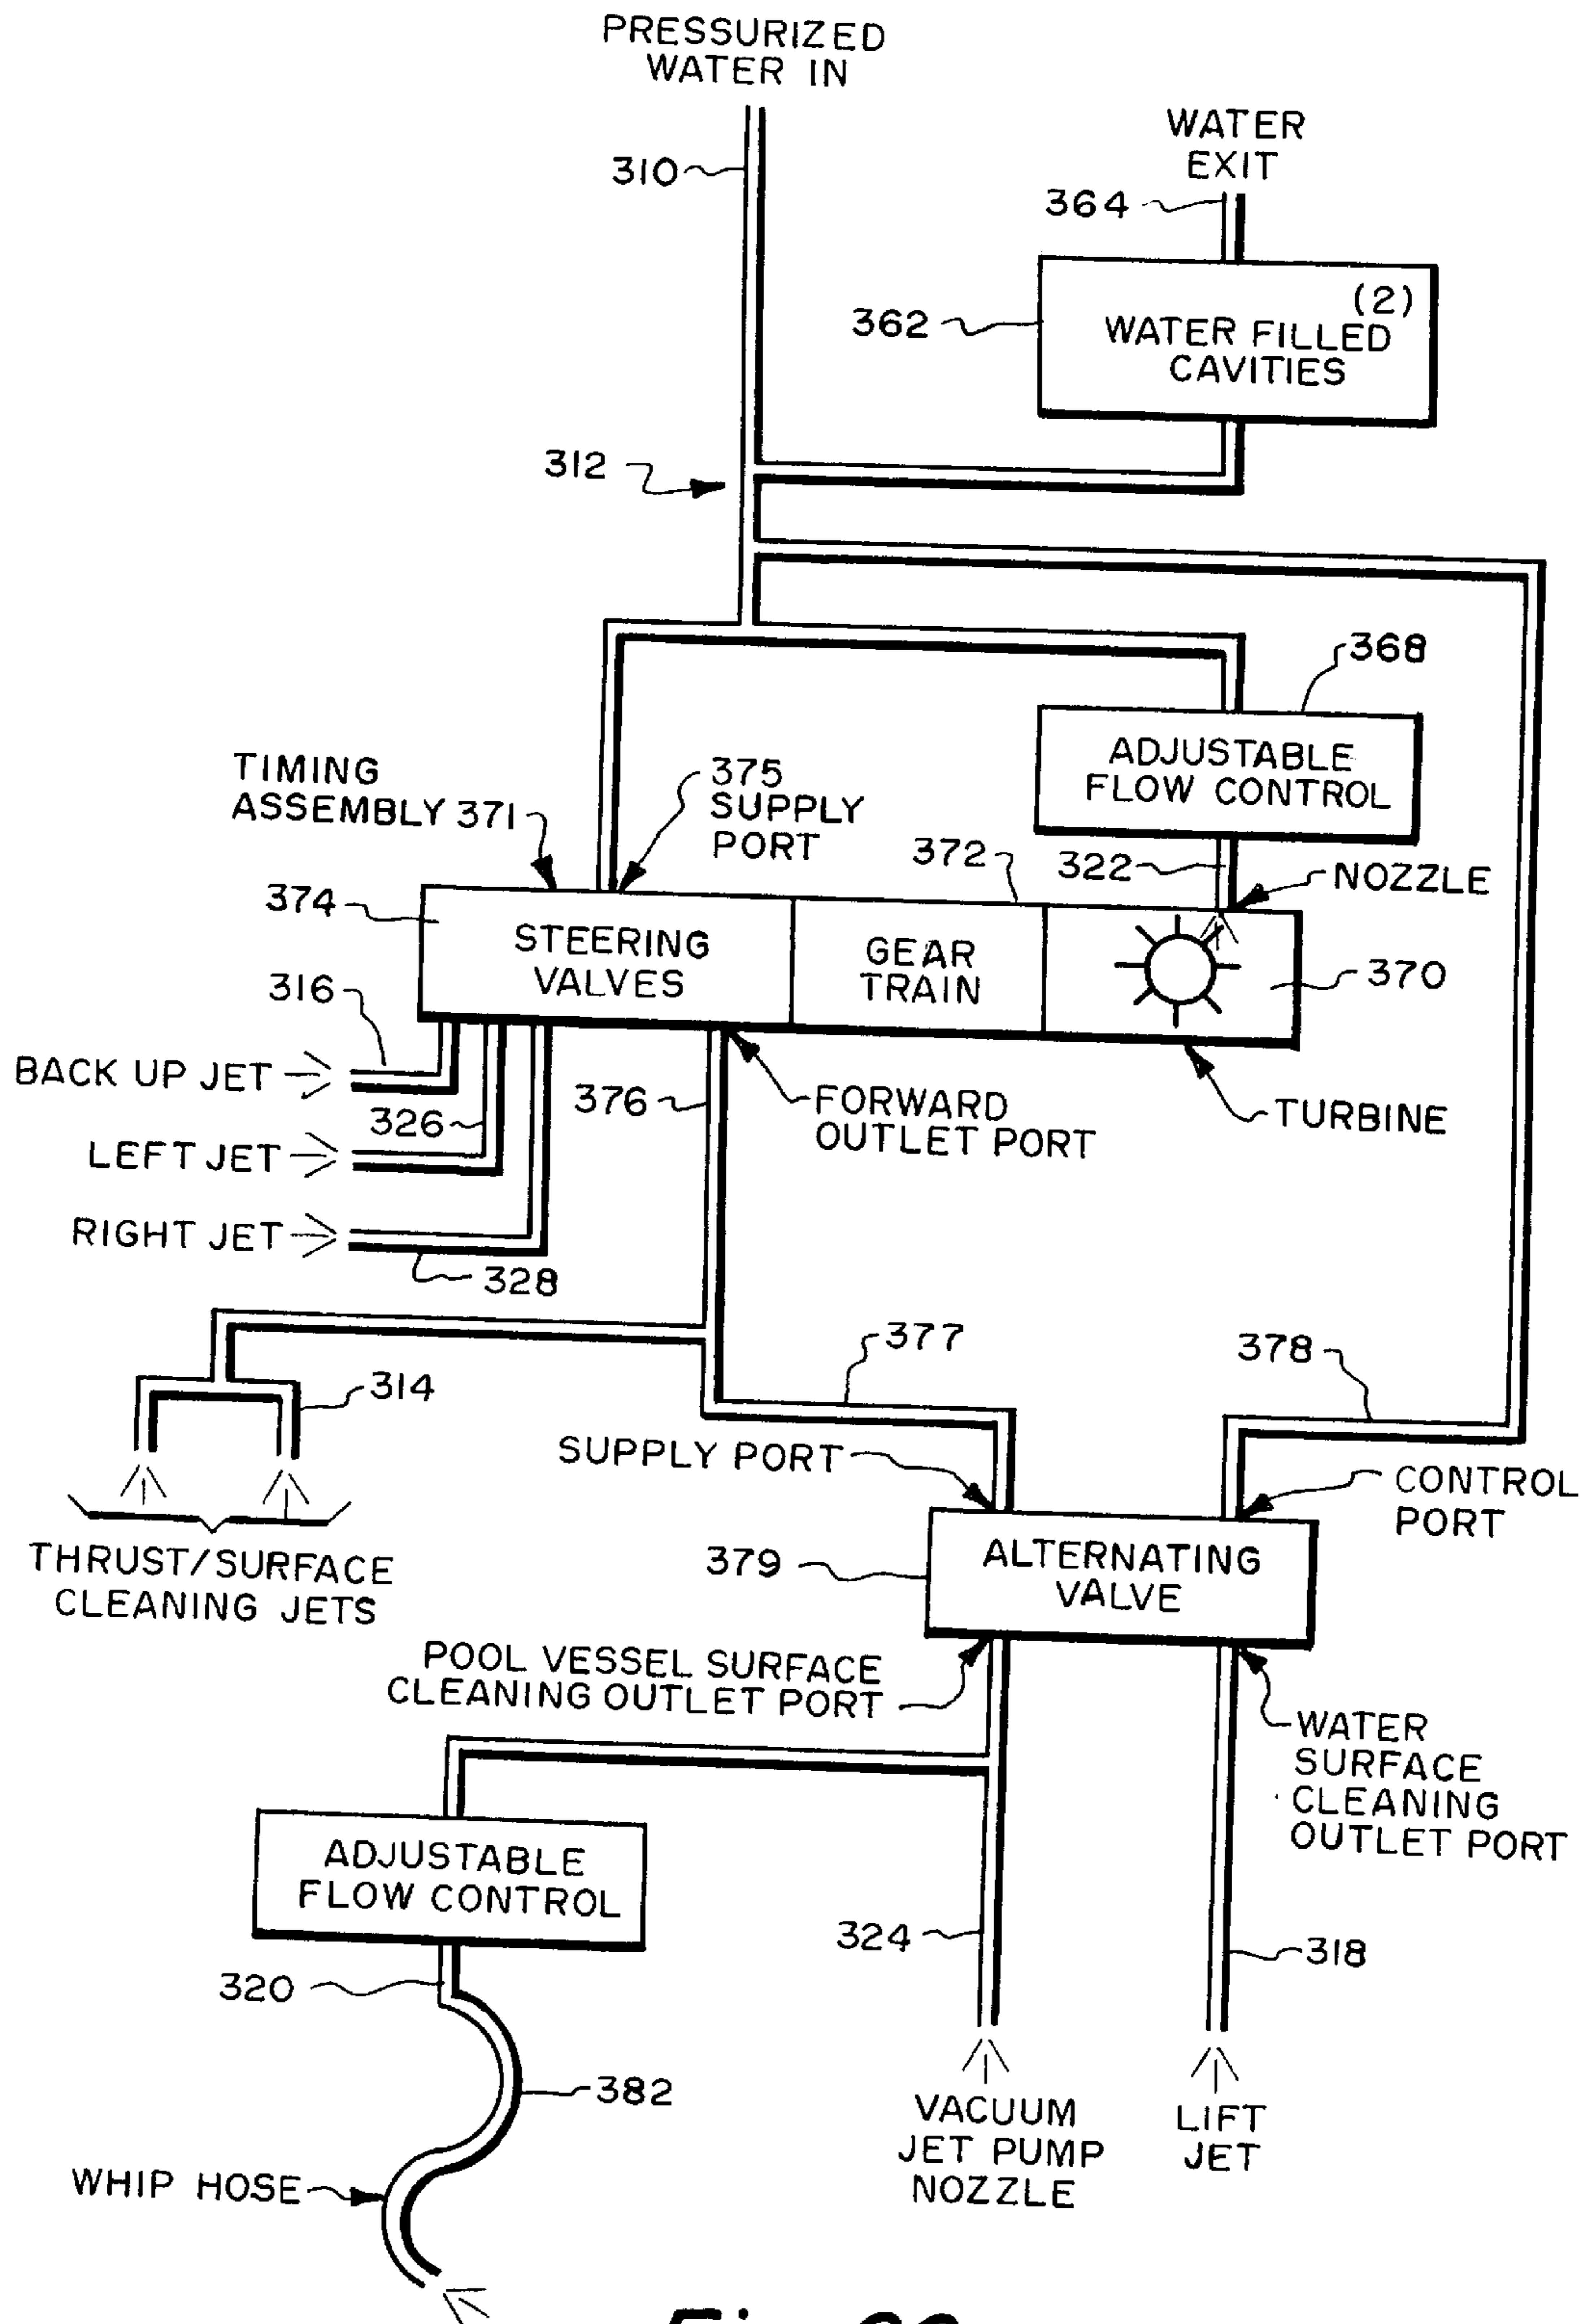 PRESSURIZED
WATER IN
310
WATER
EXIT
364
(2)
362
WATER FILLED
CAVITIES
312
368
ADJUSTABLE
FLOW CONTROL
TIMING
ASSEMBLY 371
375
SUPPLY
PORT
372
322
NOZZLE
374
STEERING
VALVES
GEAR
TRAIN
370
316
BACK UP JET
326
376
FORWARD
OUTLET PORT
TURBINE
LEFT JET
RIGHT JET
328
377
378
314
SUPPLY PORT
CONTROL
PORT
THRUST/SURFACE
CLEANING JETS
379
ALTERNATING
VALVE
POOL VESSEL SURFACE
CLEANING OUTLET PORT
WATER
SURFACE
CLEANING
OUTLET PORT
ADJUSTABLE
FLOW CONTROL
324
318
320
382
VACUUM
JET PUMP
NOZZLE
LIFT
JET
WHIP HOSE